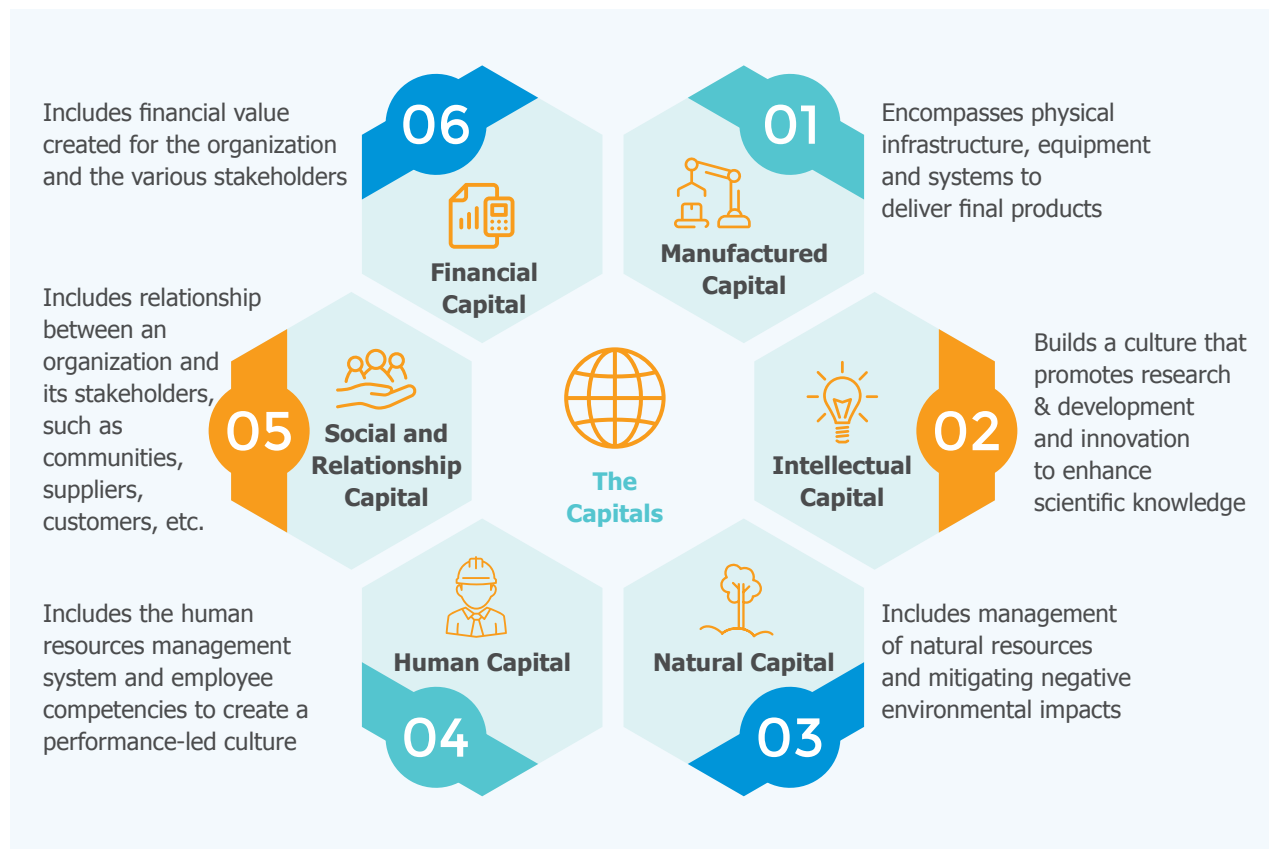 06
Includes financial value
created for the organization
and the various stakeholders
Financial
Capital
01
Encompasses physical
infrastructure, equipment
and systems to
deliver final products
Manufactured
Capital
05
Includes relationship
between an
organization and
its stakeholders,
such as
communities,
suppliers,
customers, etc.
Social and
Relationship
Capital
The
Capitals
02
Builds a culture that
promotes research
& development
and innovation
to enhance
scientific knowledge
Intellectual
Capital
04
Includes the human
resources management
system and employee
competencies to create a
performance-led culture
Human Capital
03
Includes management
of natural resources
and mitigating negative
environmental impacts
Natural Capital